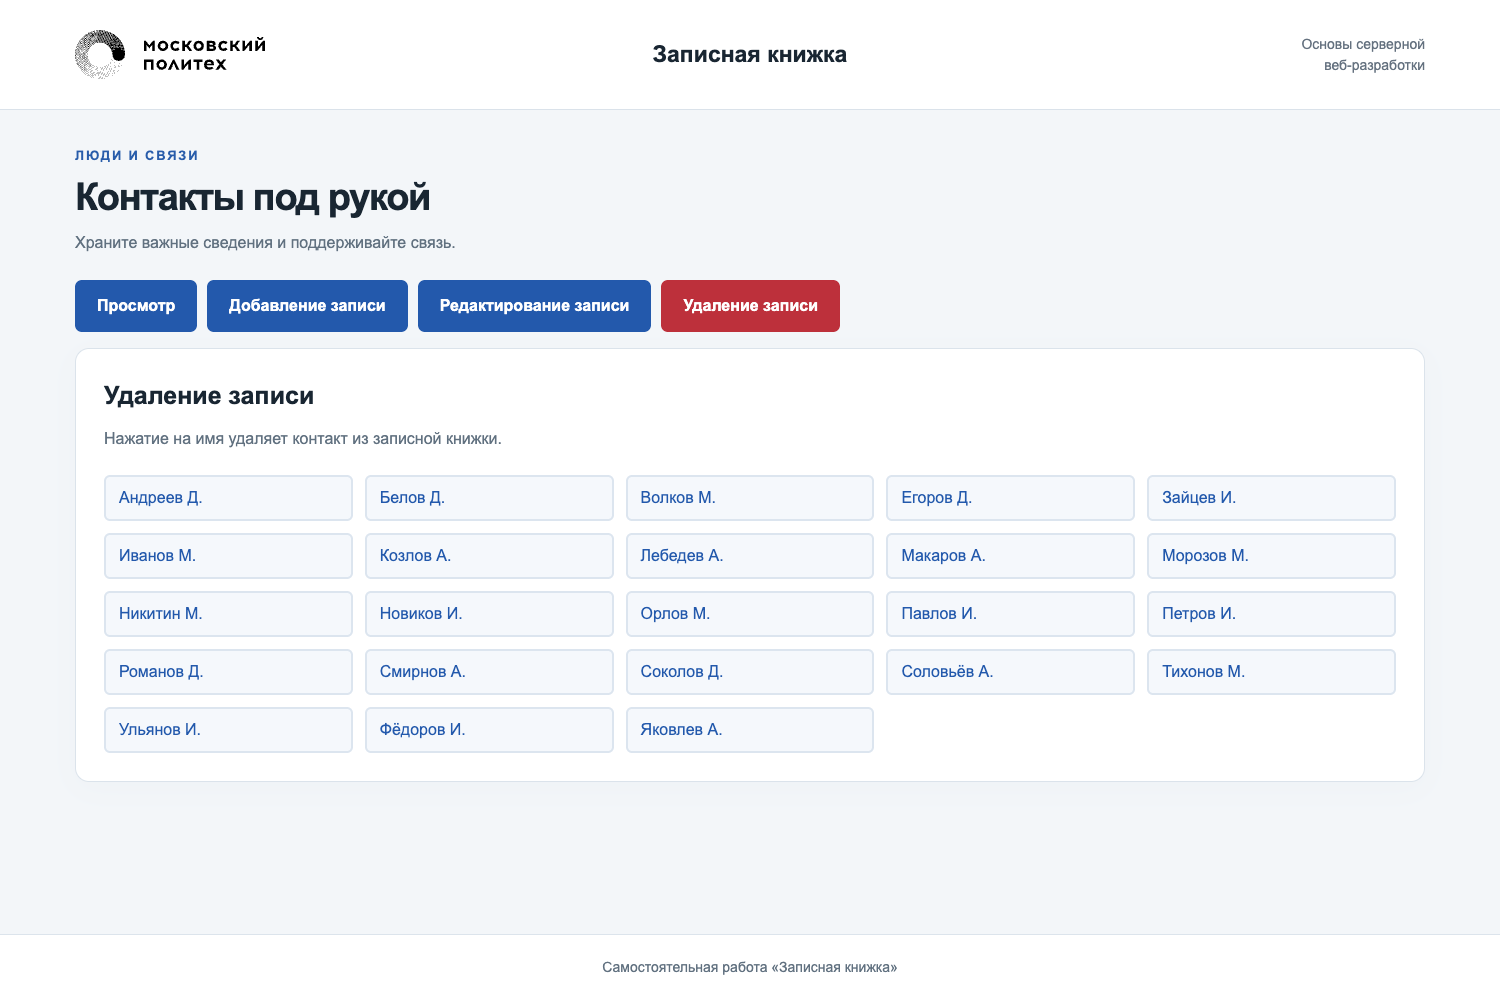 московский
политех
Записная книжка
Основы серверной
веб-разработки
ЛЮДИ И СВЯЗИ
Контакты под рукой
Храните важные сведения и поддерживайте связь.
Просмотр
Добавление записи
Редактирование записи
Удаление записи
Удаление записи
Нажатие на имя удаляет контакт из записной книжки.
Андреев Д.
Белов Д.
Волков М.
Егоров Д.
Зайцев И.
Иванов М.
Козлов А.
Лебедев А.
Макаров А.
Морозов М.
Никитин М.
Новиков И.
Орлов М.
Павлов И.
Петров И.
Романов Д.
Смирнов А.
Соколов Д.
Соловьёв А.
Тихонов М.
Ульянов И.
Фёдоров И.
Яковлев А.
Самостоятельная работа «Записная книжка»